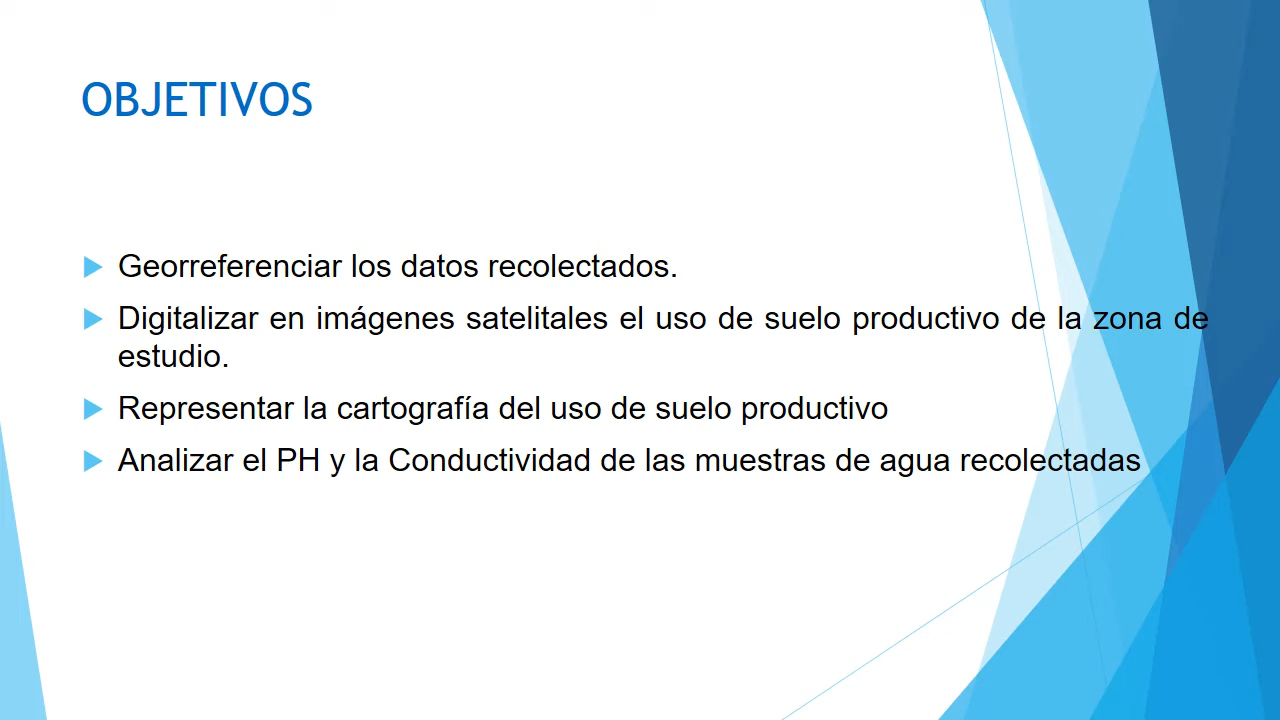 OBJETIVOS
Georreferenciar los datos recolectados.
Digitalizar en imágenes satelitales el uso de suelo productivo de la zona de
estudio.
Representar la cartografía del uso de suelo productivo
Analizar el PH y la Conductividad de las muestras de agua recolectadas